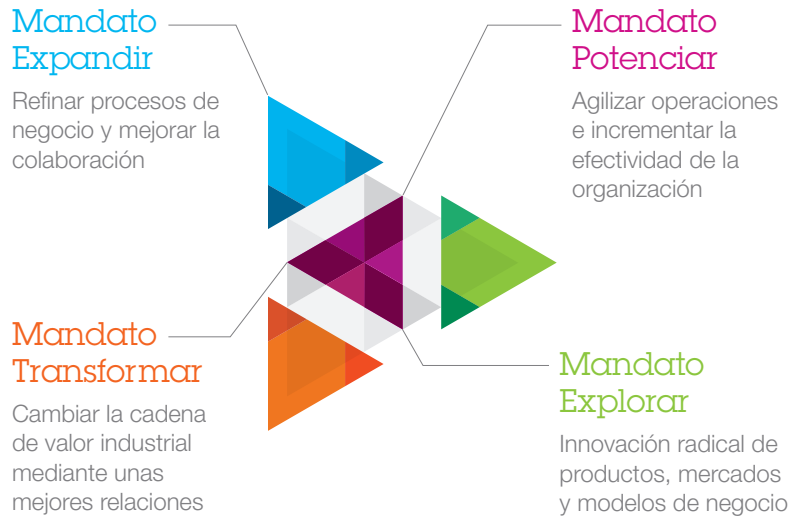 Mandato
Expandir
Refinar procesos de
negocio y mejorar la
colaboración
Mandato
Potenciar
Agilizar operaciones
e incrementar la
efectividad de la
organización
Mandato
Transformar
Cambiar la cadena
de valor industrial
mediante unas
mejores relaciones
Mandato
Explorar
Innovación radical de
productos, mercados
y modelos de negocio